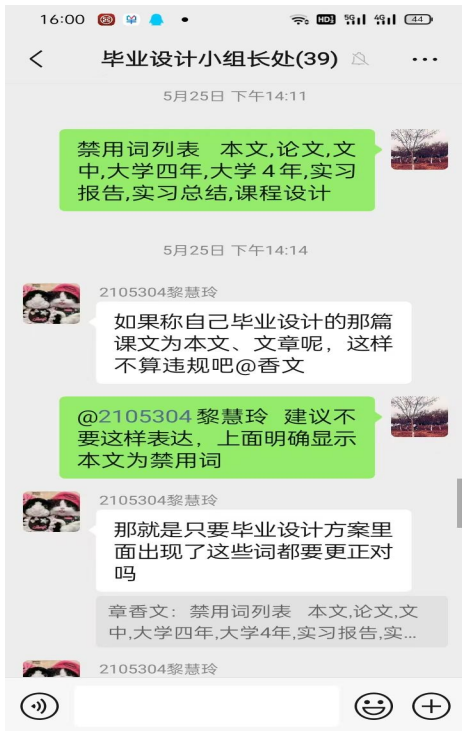 16:00 HD 5G 4G 44
毕业设计小组长处(39)
5月25日 下午14:11
禁用词列表 本文,论文,文
中,大学四年,大学4年,实习
报告,实习总结,课程设计
5月25日 下午14:14
2105304黎慧玲
如果称自己毕业设计的那篇
课文为本文、文章呢，这样
不算违规吧@香文
@2105304黎慧玲 建议不
要这样表达，上面明确显示
本文为禁用词
2105304黎慧玲
那就是只要毕业设计方案里
面出现了这些词都要更正对
吗
章香文：禁用词列表 本文,论文,文
中,大学四年,大学4年,实习报告,实...
2105304黎慧玲